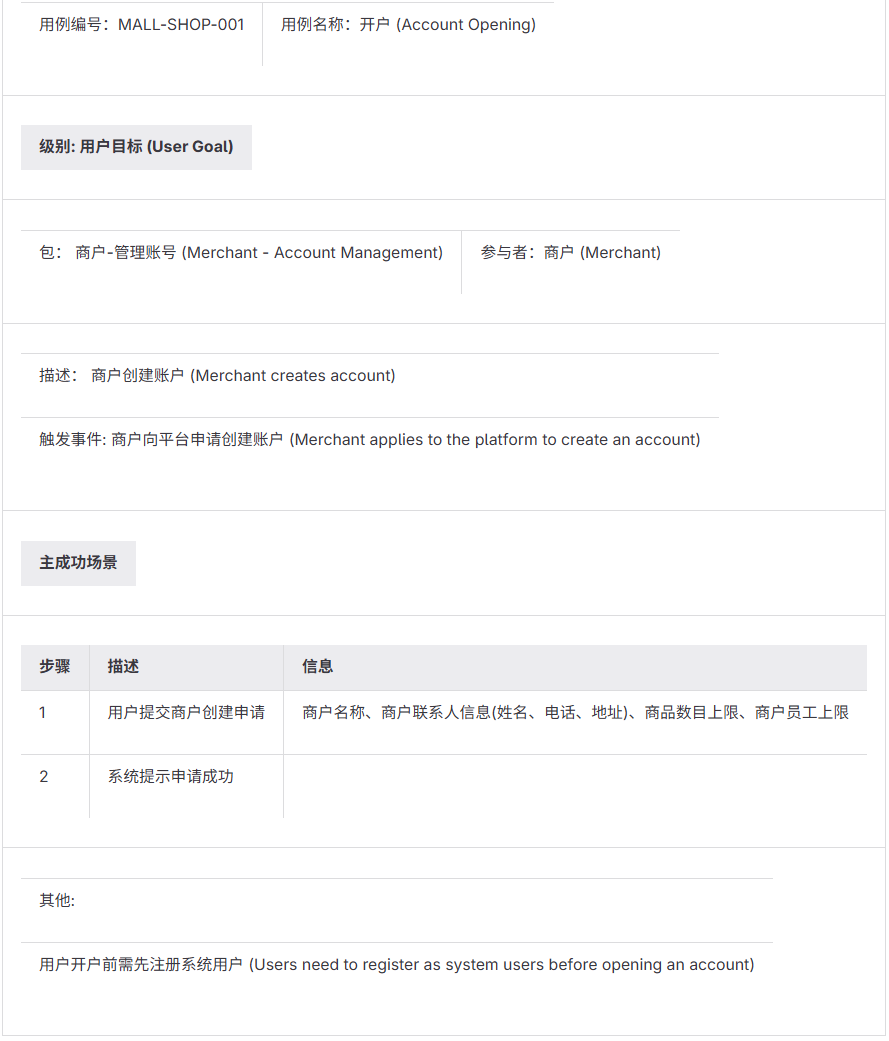 用例编号：MALL-SHOP-001 用例名称：开户 (Account Opening)
级别: 用户目标 (User Goal)
包： 商户-管理账号 (Merchant - Account Management) 参与者：商户 (Merchant)
描述： 商户创建账户 (Merchant creates account)
触发事件: 商户向平台申请创建账户 (Merchant applies to the platform to create an account)
主成功场景
步骤 描述 信息
1 用户提交商户创建申请 商户名称、商户联系人信息(姓名、电话、地址)、商品数目上限、商户员工上限
2 系统提示申请成功
其他:
用户开户前需先注册系统用户 (Users need to register as system users before opening an account)